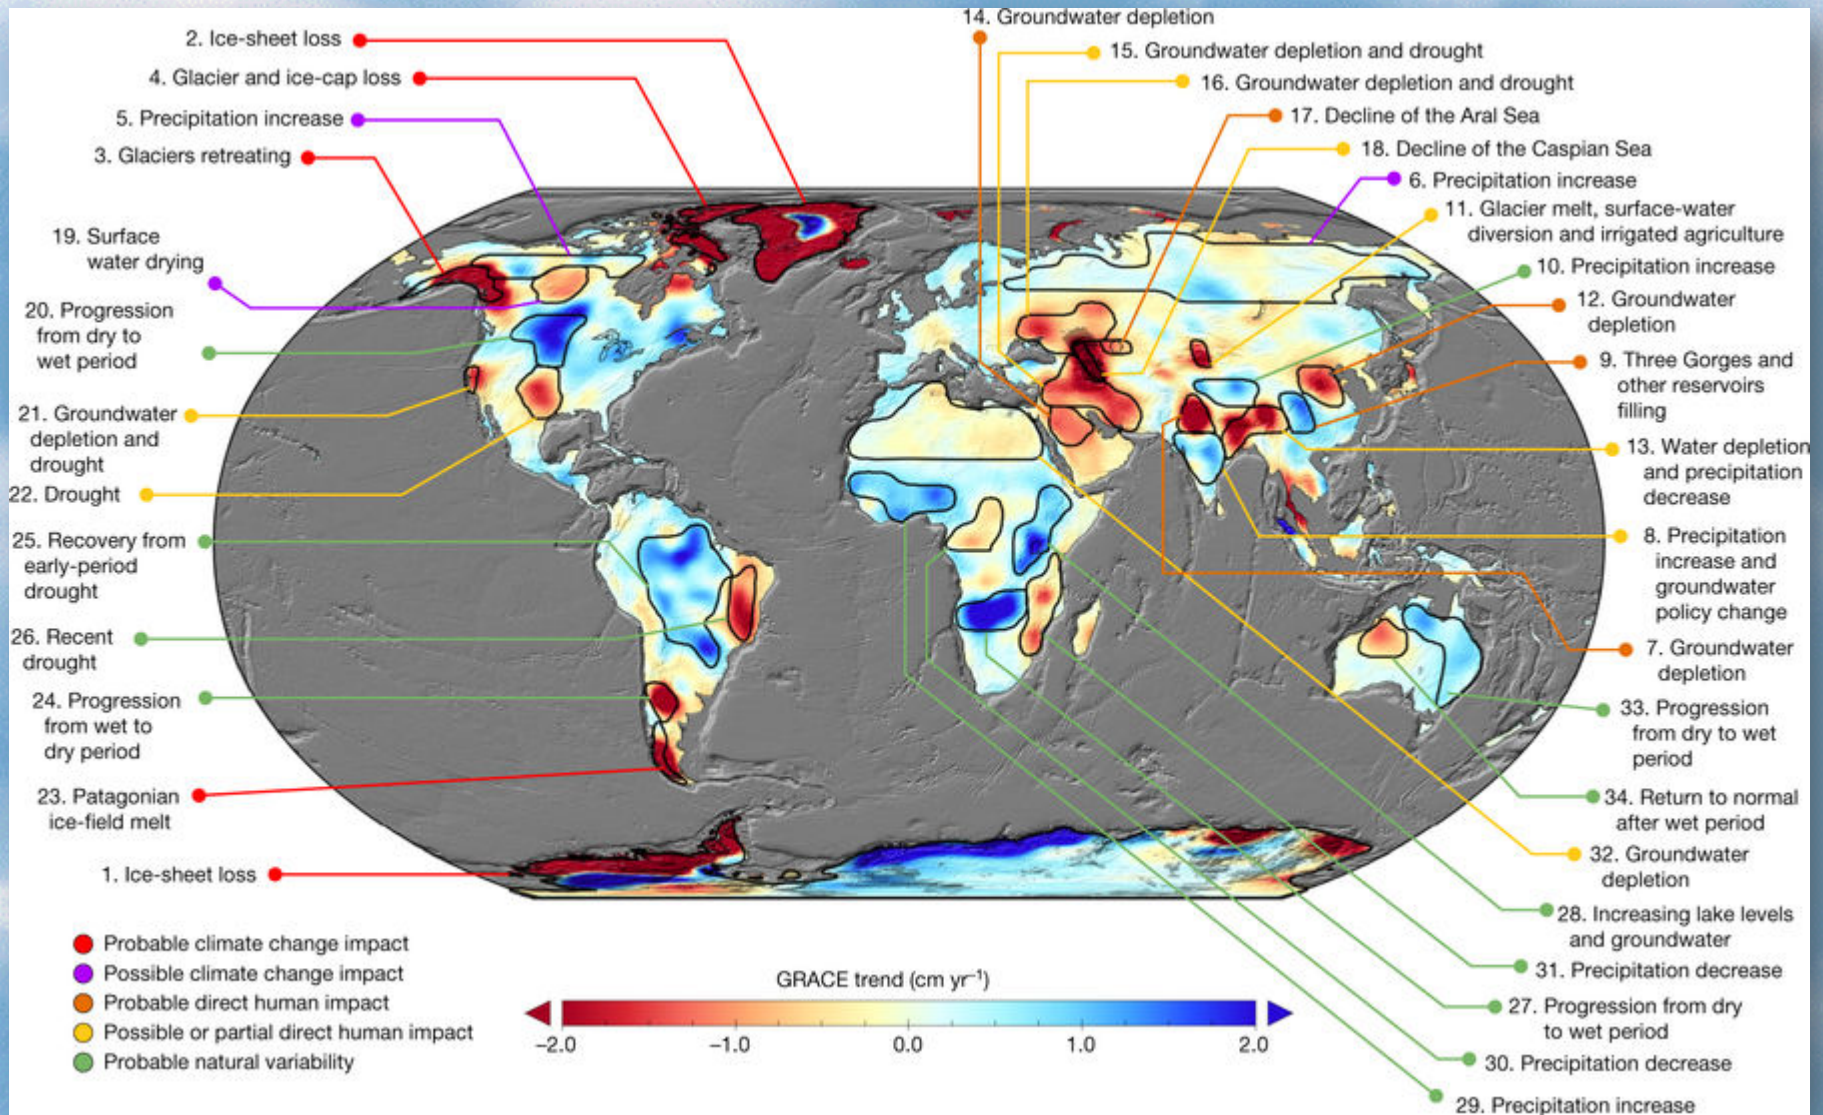 2. Ice-sheet loss
4. Glacier and ice-cap loss
5. Precipitation increase
3. Glaciers retreating
19. Surface
water drying
20. Progression
from dry to
wet period
21. Groundwater
depletion and
drought
22. Drought
25. Recovery from
early-period
drought
26. Recent
drought
24. Progression
from wet to
dry period
23. Patagonian
ice-field melt
1. Ice-sheet loss
14. Groundwater depletion
15. Groundwater depletion and drought
16. Groundwater depletion and drought
17. Decline of the Aral Sea
18. Decline of the Caspian Sea
6. Precipitation increase
11. Glacier melt, surface-water
diversion and irrigated agriculture
10. Precipitation increase
12. Groundwater
depletion
9. Three Gorges and
other reservoirs
filling
13. Water depletion
and precipitation
decrease
8. Precipitation
increase and
groundwater
policy change
7. Groundwater
depletion
33. Progression
from dry to wet
period
34. Return to normal
after wet period
32. Groundwater
depletion
28. Increasing lake levels
and groundwater
31. Precipitation decrease
27. Progression from dry
to wet period
30. Precipitation decrease
29. Precipitation increase
Probable climate change impact
Possible climate change impact
Probable direct human impact
Possible or partial direct human impact
Probable natural variability
GRACE trend (cm yr⁻¹)
−2.0 −1.0 0.0 1.0 2.0